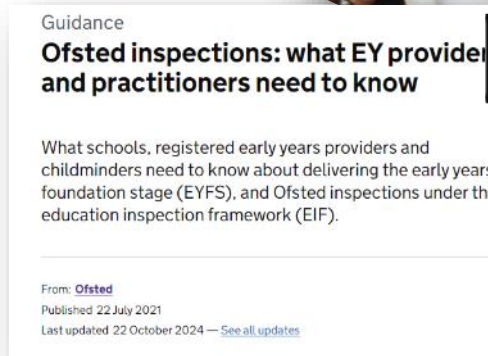 Guidance
Ofsted inspections: what EY provider
and practitioners need to know
What schools, registered early years providers and
childminders need to know about delivering the early years
foundation stage (EYFS), and Ofsted inspections under th
education inspection framework (EIF).
From: Ofsted
Published 22 July 2021
Last updated 22 October 2024 — See all updates